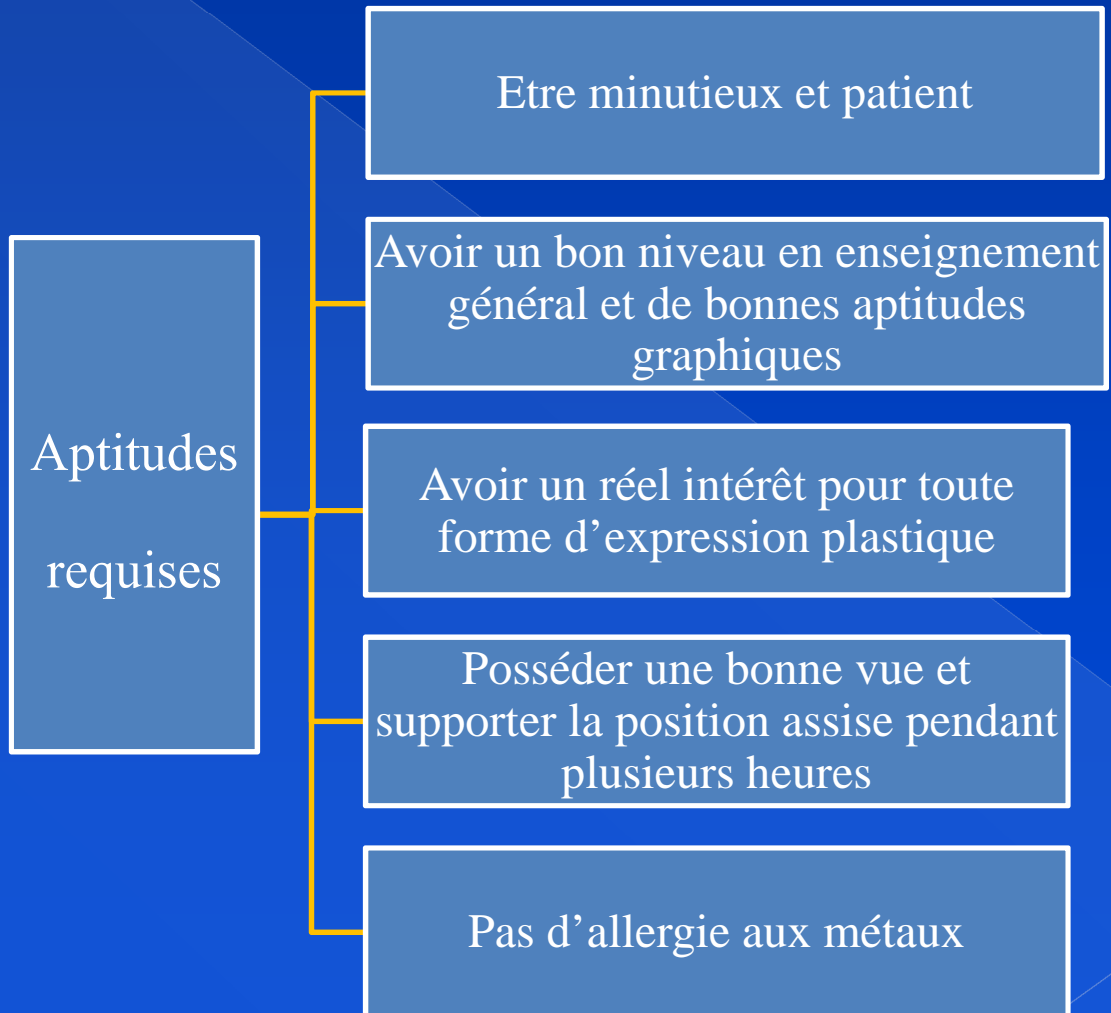 Aptitudes
requises
Etre minutieux et patient
Avoir un bon niveau en enseignement
général et de bonnes aptitudes
graphiques
Avoir un réel intérêt pour toute
forme d’expression plastique
Posséder une bonne vue et
supporter la position assise pendant
plusieurs heures
Pas d’allergie aux métaux